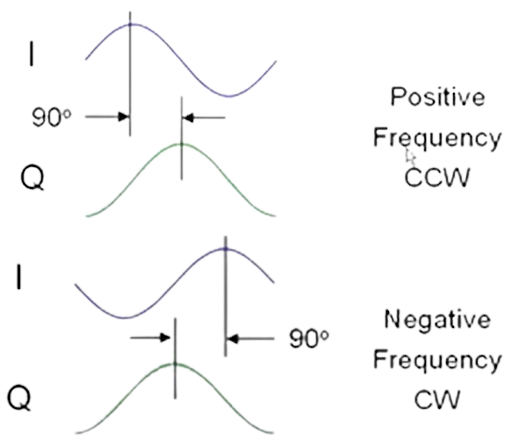 I
90°
Q
Positive
Frequency
CCW
I
90°
Q
Negative
Frequency
CW